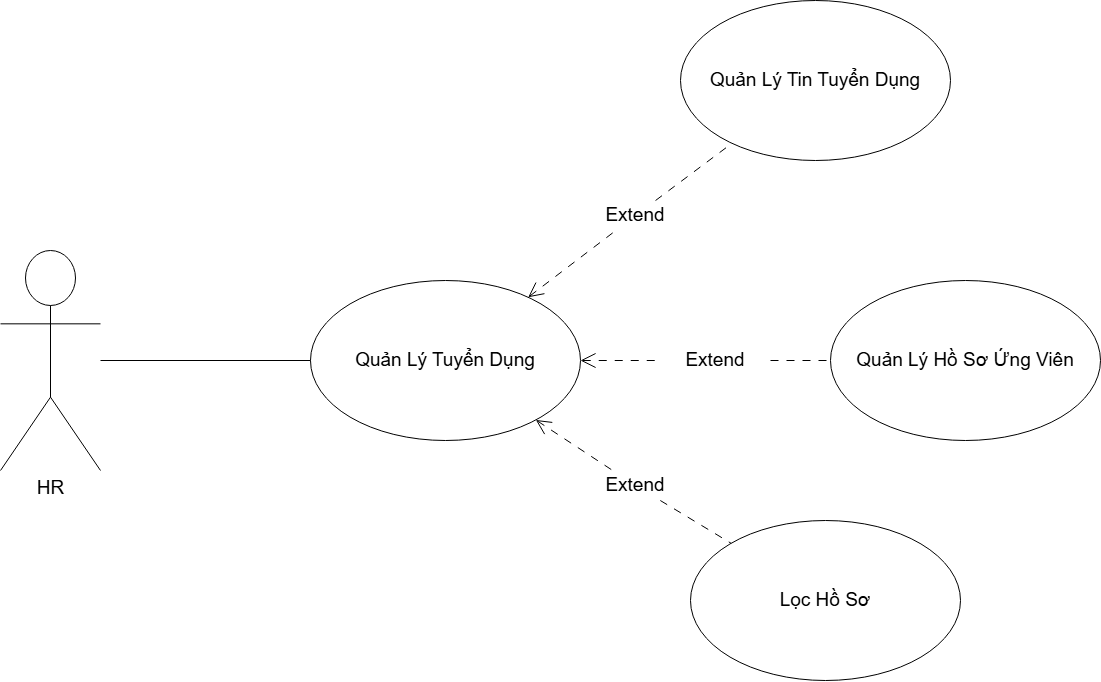 Quản Lý Tin Tuyển Dụng
Extend
Quản Lý Tuyển Dụng
Extend
Quản Lý Hồ Sơ Ứng Viên
HR
Extend
Lọc Hồ Sơ